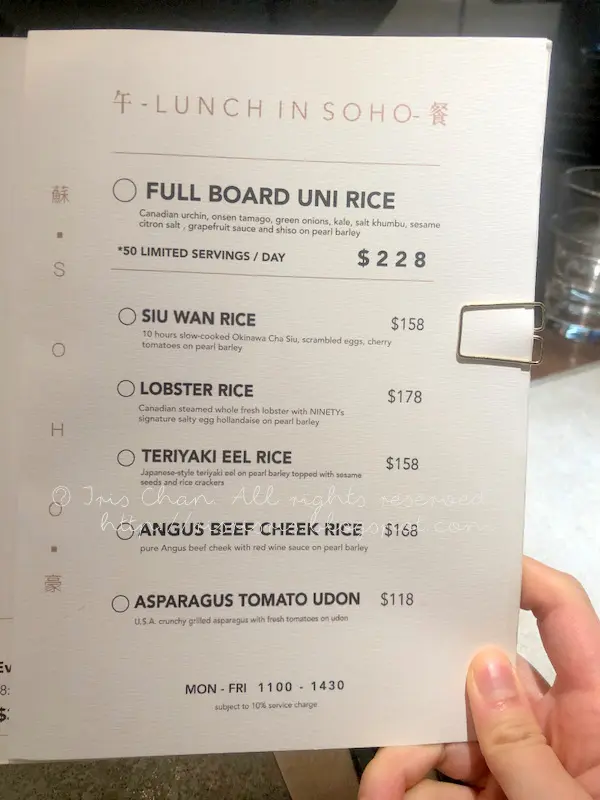 午 - LUNCH IN SOHO - 餐
蘇 ▪ S O H O ▪ 豪
FULL BOARD UNI RICE
Canadian urchin, onsen tamago, green onions, kale, salt khumbu, sesame
citron salt , grapefruit sauce and shiso on pearl barley
*50 LIMITED SERVINGS / DAY $228
SIU WAN RICE $158
10 hours slow-cooked Okinawa Cha Siu, scrambled eggs, cherry
tomatoes on pearl barley
LOBSTER RICE $178
Canadian steamed whole fresh lobster with NINETYs
signature salty egg hollandaise on pearl barley
TERIYAKI EEL RICE $158
Japanese-style teriyaki eel on pearl barley topped with sesame
seeds and rice crackers
© Iris Chan. All rights reserved
ANGUS BEEF CHEEK RICE $168
pure Angus beef cheek with red wine sauce on pearl barley
ASPARAGUS TOMATO UDON $118
U.S.A. crunchy grilled asparagus with fresh tomatoes on udon
MON - FRI 1100 - 1430
subject to 10% service charge